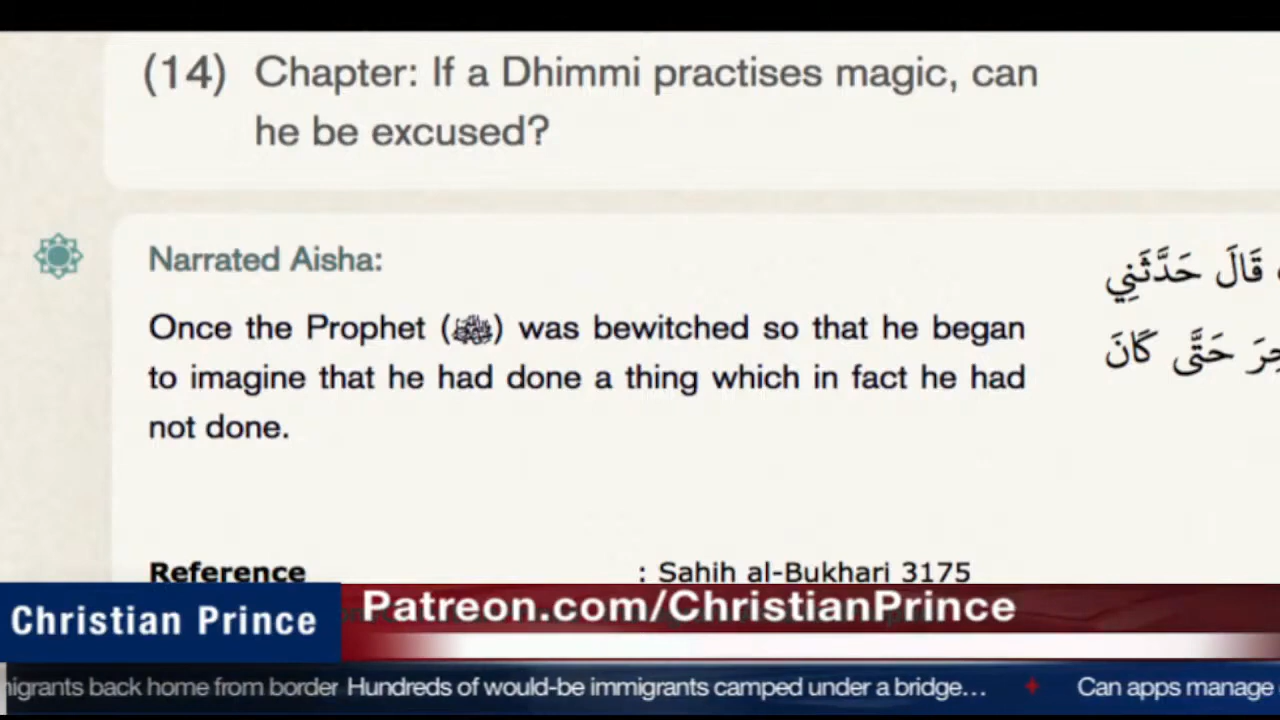 (14) Chapter: If a Dhimmi practises magic, can
he be excused?
Narrated Aisha:
Once the Prophet (ﷺ) was bewitched so that he began
to imagine that he had done a thing which in fact he had
not done.
قَالَ حَدَّثَنِي
حَتَّى كَانَ
Reference : Sahih al-Bukhari 3175
Christian Prince
Patreon.com/ChristianPrince
back home from border Hundreds of would-be immigrants camped under a bridge... Can apps manage